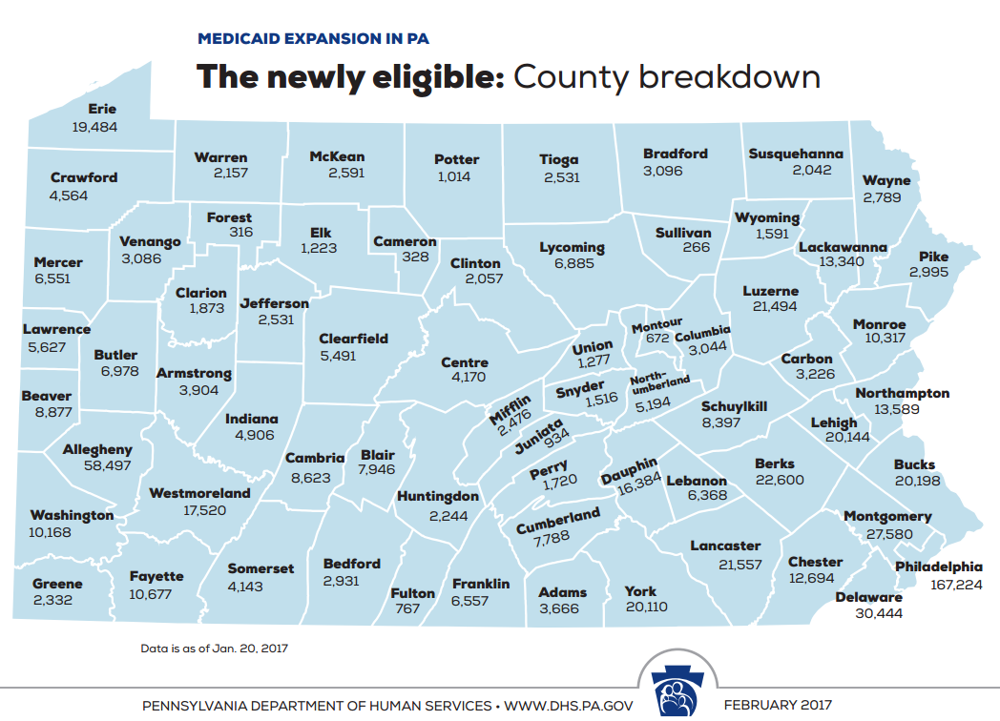 MEDICAID EXPANSION IN PA
The newly eligible: County breakdown
Erie
19,484
Crawford
4,564
Warren
2,157
McKean
2,591
Potter
1,014
Tioga
2,531
Bradford
3,096
Susquehanna
2,042
Wayne
2,789
Forest
316
Venango
3,086
Elk
1,223
Cameron
328
Clinton
2,057
Lycoming
6,885
Sullivan
266
Wyoming
1,591
Lackawanna
13,340
Pike
2,995
Mercer
6,551
Clarion
1,873
Jefferson
2,531
Luzerne
21,494
Lawrence
5,627
Butler
6,978
Armstrong
3,904
Clearfield
5,491
Centre
4,170
Union
1,277
Montour
672
Columbia
3,044
Monroe
10,317
Carbon
3,226
Beaver
8,877
Indiana
4,906
Mifflin
2,476
Snyder
1,516
North-
umberland
5,194
Schuylkill
8,397
Northampton
13,589
Lehigh
20,144
Allegheny
58,497
Cambria
8,623
Blair
7,946
Juniata
934
Perry
1,720
Dauphin
16,384
Lebanon
6,368
Berks
22,600
Bucks
20,198
Washington
10,168
Westmoreland
17,520
Huntingdon
2,244
Cumberland
7,788
Montgomery
27,580
Greene
2,332
Fayette
10,677
Somerset
4,143
Bedford
2,931
Fulton
767
Franklin
6,557
Adams
3,666
York
20,110
Lancaster
21,557
Chester
12,694
Philadelphia
167,224
Delaware
30,444
Data is as of Jan. 20, 2017
PENNSYLVANIA DEPARTMENT OF HUMAN SERVICES • WWW.DHS.PA.GOV
FEBRUARY 2017